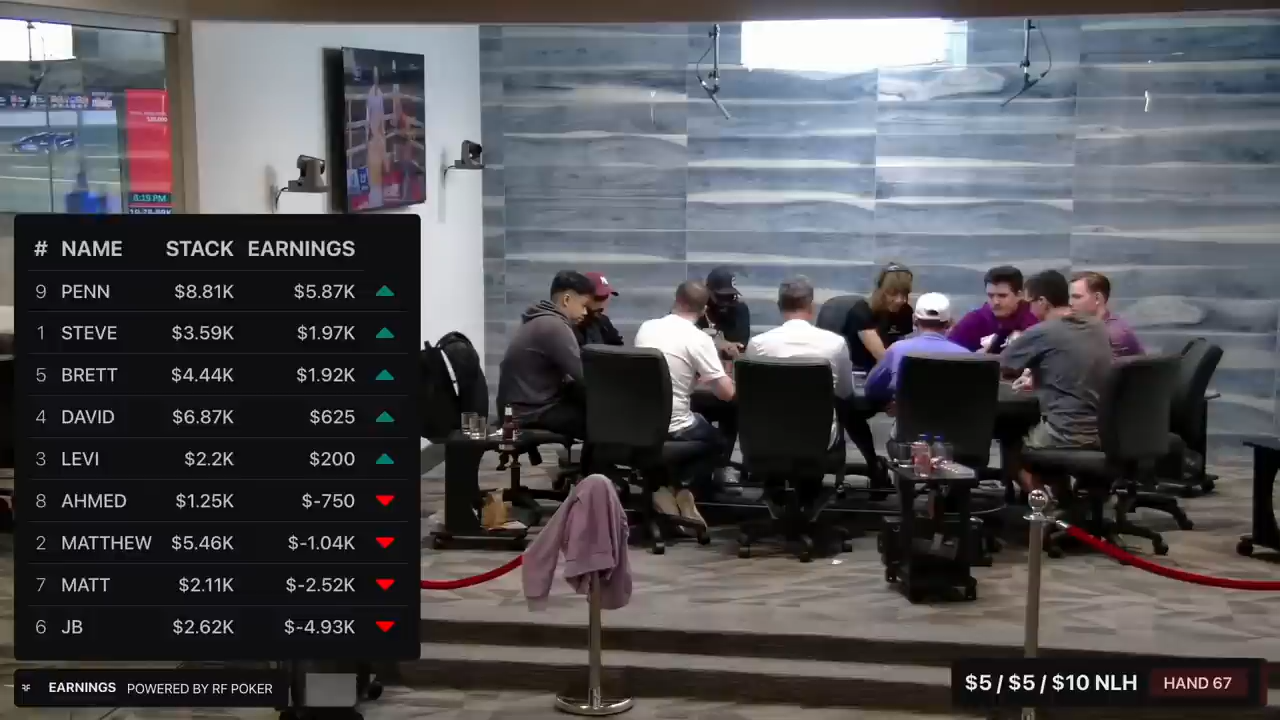 8:15 PM
# NAME STACK EARNINGS
9 PENN $8.81K $5.87K
1 STEVE $3.59K $1.97K
5 BRETT $4.44K $1.92K
4 DAVID $6.87K $625
3 LEVI $2.2K $200
8 AHMED $1.25K $-750
2 MATTHEW $5.46K $-1.04K
7 MATT $2.11K $-2.52K
6 JB $2.62K $-4.93K
RF EARNINGS POWERED BY RF POKER
$5 / $5 / $10 NLH HAND 67